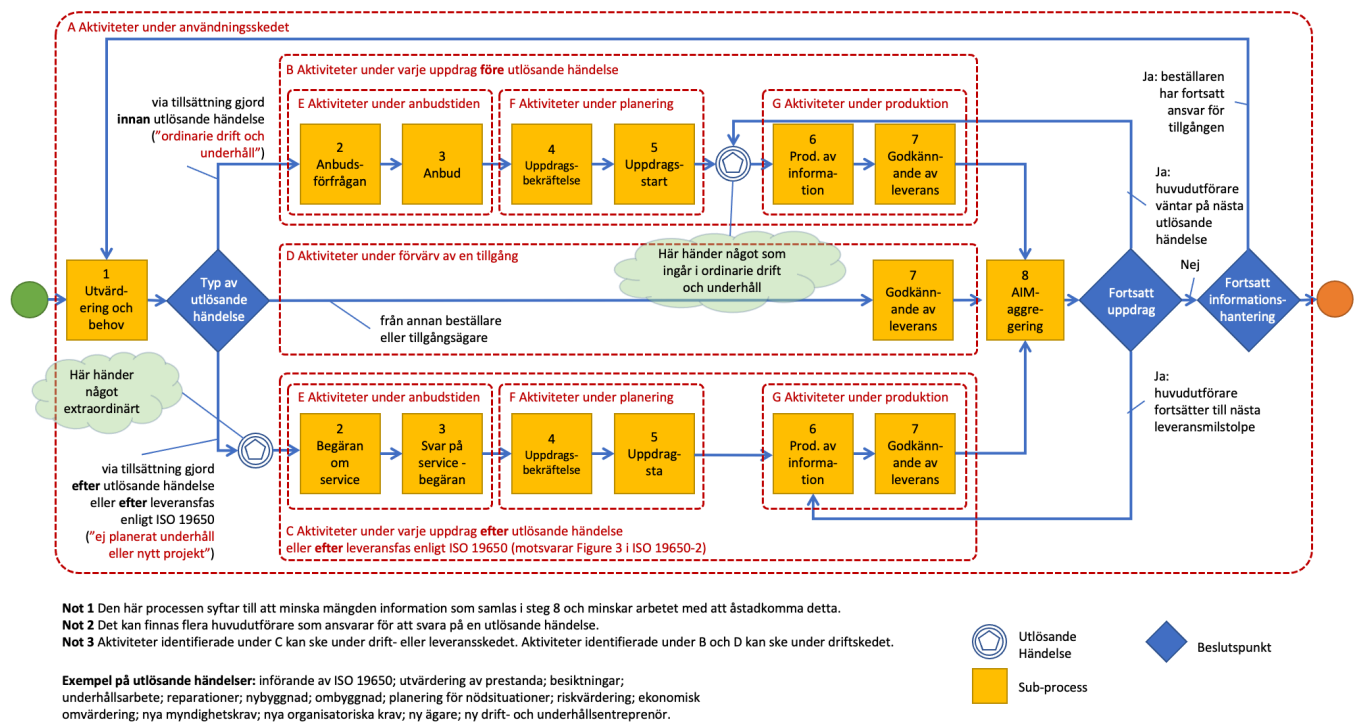 A Aktiviteter under användningsskedet
B Aktiviteter under varje uppdrag före utlösande händelse
via tillsättning gjord
innan utlösande händelse
("ordinarie drift och
underhåll")
E Aktiviteter under anbudstiden
F Aktiviteter under planering
G Aktiviteter under produktion
2
Anbuds-
förfrågan
3
Anbud
4
Uppdrags-
bekräftelse
5
Uppdrags-
start
6
Prod. av
informa-
tion
7
Godkänn-
ande av
leverans
Ja: beställaren
har fortsatt
ansvar för
tillgången
Ja:
huvudutförare
väntar på nästa
utlösande
händelse
D Aktiviteter under förvärv av en tillgång
Här händer något som
ingår i ordinarie drift
och underhåll
1
Utvärd-
ering och
behov
Typ av
utlösande
händelse
från annan beställare
eller tillgångsägare
7
Godkänn-
ande av
leverans
8
AIM-
aggre-
gering
Fortsatt
uppdrag
Nej
Fortsatt
informations-
hantering
Här händer
något
extraordinärt
E Aktiviteter under anbudstiden
F Aktiviteter under planering
G Aktiviteter under produktion
2
Begäran
om
service
3
Svar på
service -
begäran
4
Uppdrags-
bekräftelse
5
Uppdrag-
sta
6
Prod. av
informa-
tion
7
Godkänn-
ande av
leverans
Ja:
huvudutförare
fortsätter till nästa
leveransmilstolpe
via tillsättning gjord
efter utlösande händelse
eller efter leveransfas
enligt ISO 19650
("ej planerat underhåll
eller nytt projekt")
C Aktiviteter under varje uppdrag efter utlösande händelse
eller efter leveransfas enligt ISO 19650 (motsvarar Figure 3 i ISO 19650-2)
Not 1 Den här processen syftar till att minska mängden information som samlas i steg 8 och minskar arbetet med att åstadkomma detta.
Not 2 Det kan finnas flera huvudutförare som ansvarar för att svara på en utlösande händelse.
Not 3 Aktiviteter identifierade under C kan ske under drift- eller leveransskedet. Aktiviteter identifierade under B och D kan ske under driftskedet.
Exempel på utlösande händelser: införande av ISO 19650; utvärdering av prestanda; besiktningar;
underhållsarbete; reparationer; nybyggnad; ombyggnad; planering för nödsituationer; riskvärdering; ekonomisk
omvärdering; nya myndighetskrav; nya organisatoriska krav; ny ägare; ny drift- och underhållsentreprenör.
Utlösande
Händelse
Beslutspunkt
Sub-process